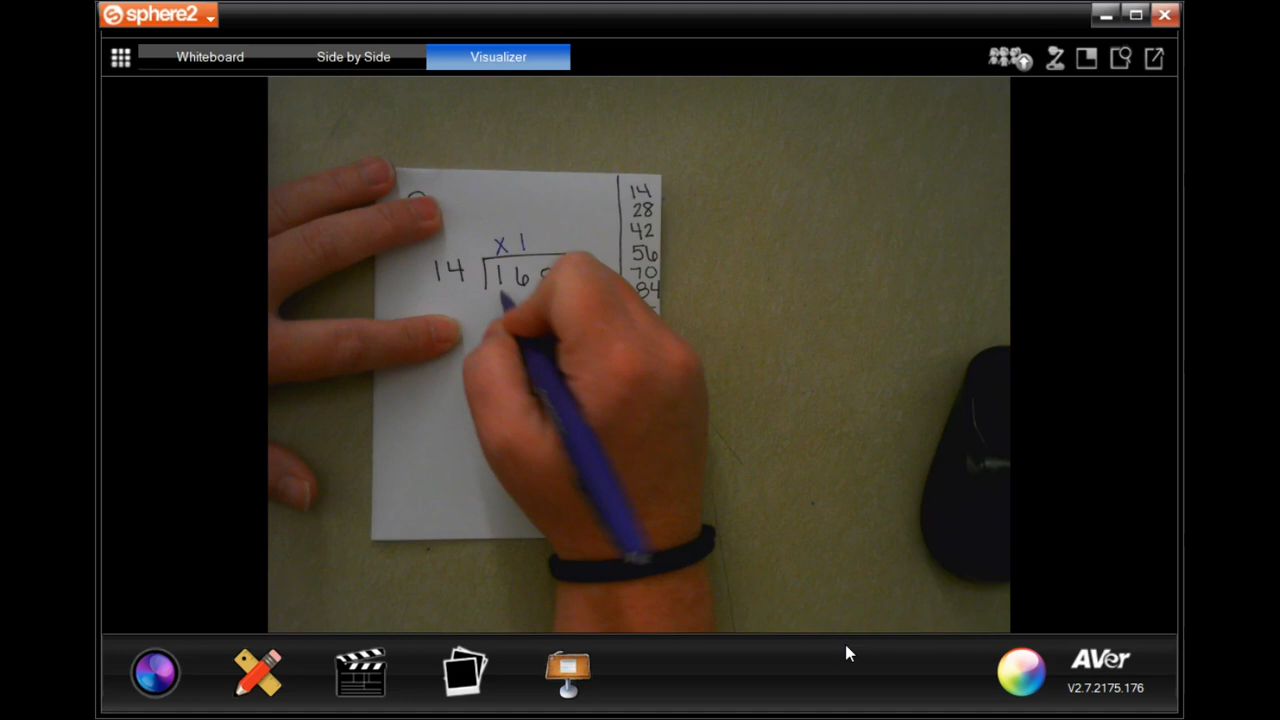 sphere2
Whiteboard Side by Side Visualizer
X 1
14 16
14
28
42
56
70
84
AVer
V2.7.2175.176